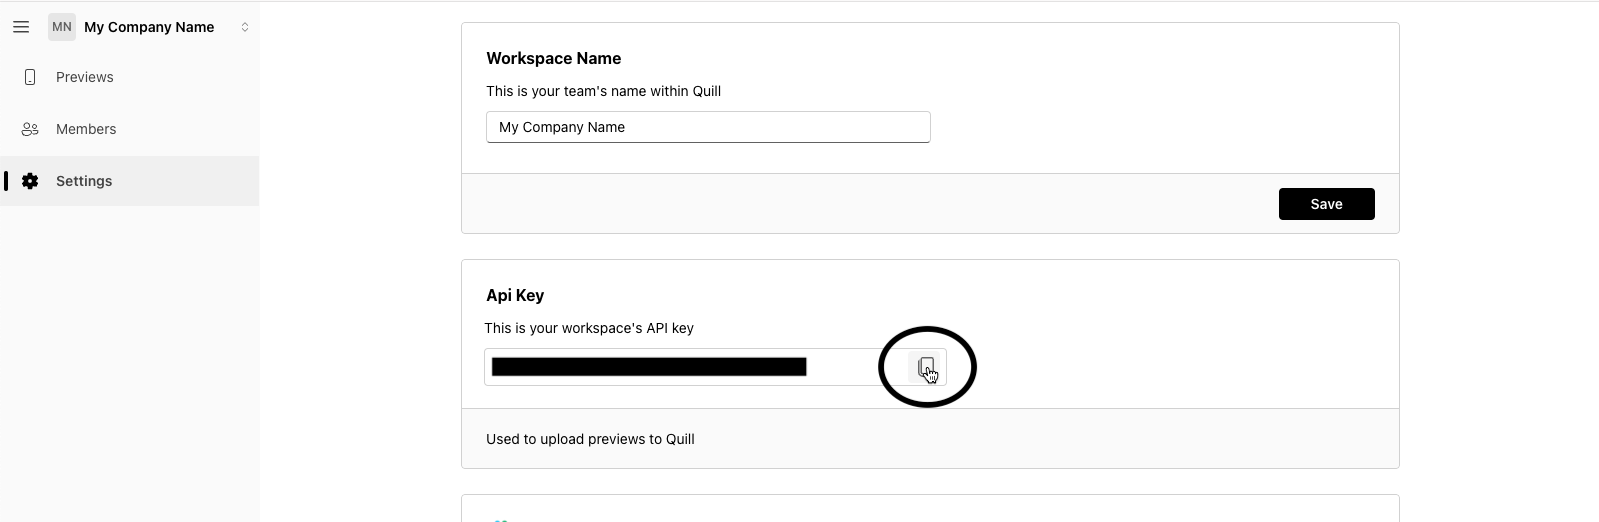 MN My Company Name
Previews
Members
Settings
Workspace Name
This is your team's name within Quill
My Company Name
Save
Api Key
This is your workspace's API key
Used to upload previews to Quill